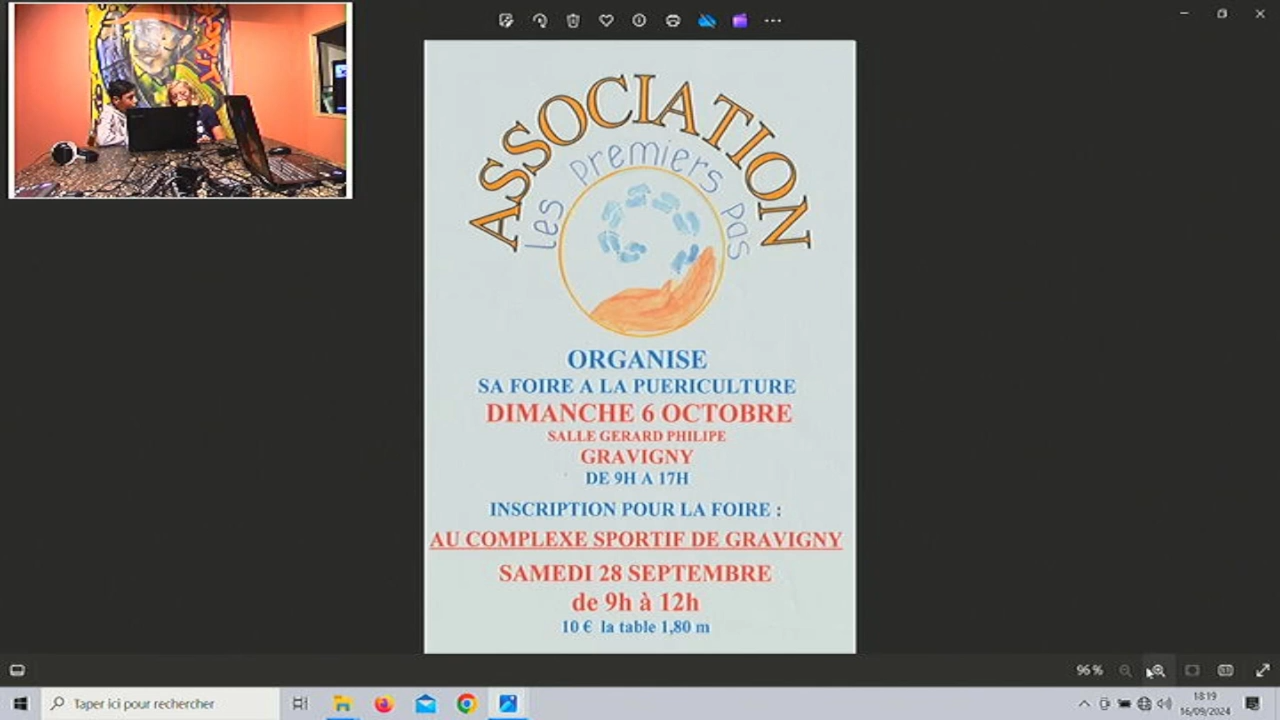 ASSOCIATION
les premiers pas
ORGANISE
SA FOIRE A LA PUERICULTURE
DIMANCHE 6 OCTOBRE
SALLE GERARD PHILIPE
GRAVIGNY
DE 9H A 17H
INSCRIPTION POUR LA FOIRE :
AU COMPLEXE SPORTIF DE GRAVIGNY
SAMEDI 28 SEPTEMBRE
de 9h à 12h
10 € la table 1,80 m
96 %
Taper ici pour rechercher
18:19
16/09/2024